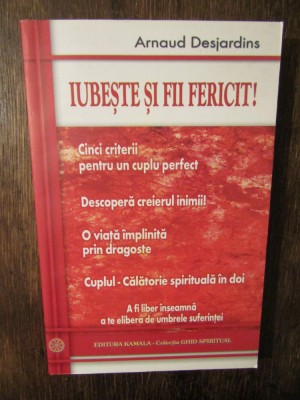 Arnaud Desjardins
IUBEȘTE ȘI FII FERICIT!
Cinci criterii
pentru un cuplu perfect
Descoperă creierul inimii!
O viață împlinită
prin dragoste
Cuplul - Călătorie spirituală în doi
A fi liber înseamnă
a te elibera de umbrele suferinței
EDITURA KAMALA - Colecția GHID SPIRITUAL